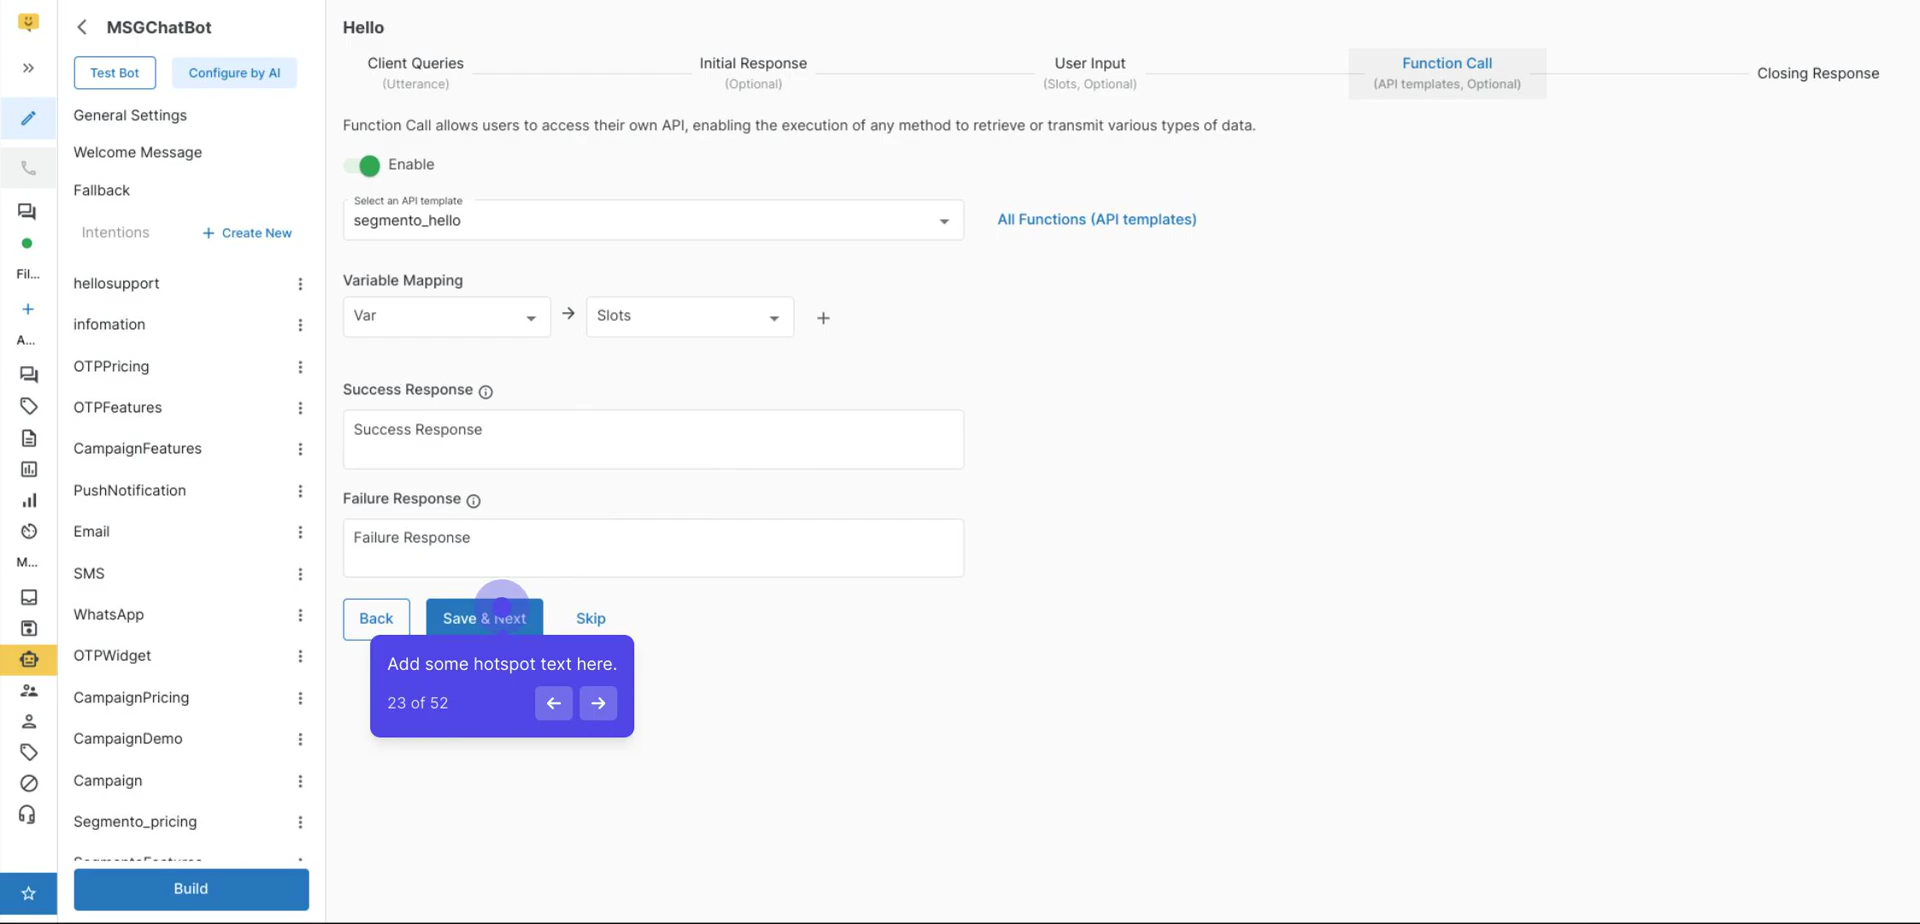 MSGChatBot
Test Bot
Configure by AI
General Settings
Welcome Message
Fallback
Intentions
Create New
hellosupport
infomation
OTPPricing
OTPFeatures
CampaignFeatures
PushNotification
Email
SMS
WhatsApp
OTPWidget
CampaignPricing
CampaignDemo
Campaign
Segmento_pricing
Build
Fil...
A...
M...
Hello
Client Queries
(Utterance)
Initial Response
(Optional)
User Input
(Slots, Optional)
Function Call
(API templates, Optional)
Closing Response
Function Call allows users to access their own API, enabling the execution of any method to retrieve or transmit various types of data.
Enable
Select an API template
segmento_hello
All Functions (API templates)
Variable Mapping
Var
Slots
Success Response
Success Response
Failure Response
Failure Response
Back
Save & Next
Skip
Add some hotspot text here.
23 of 52